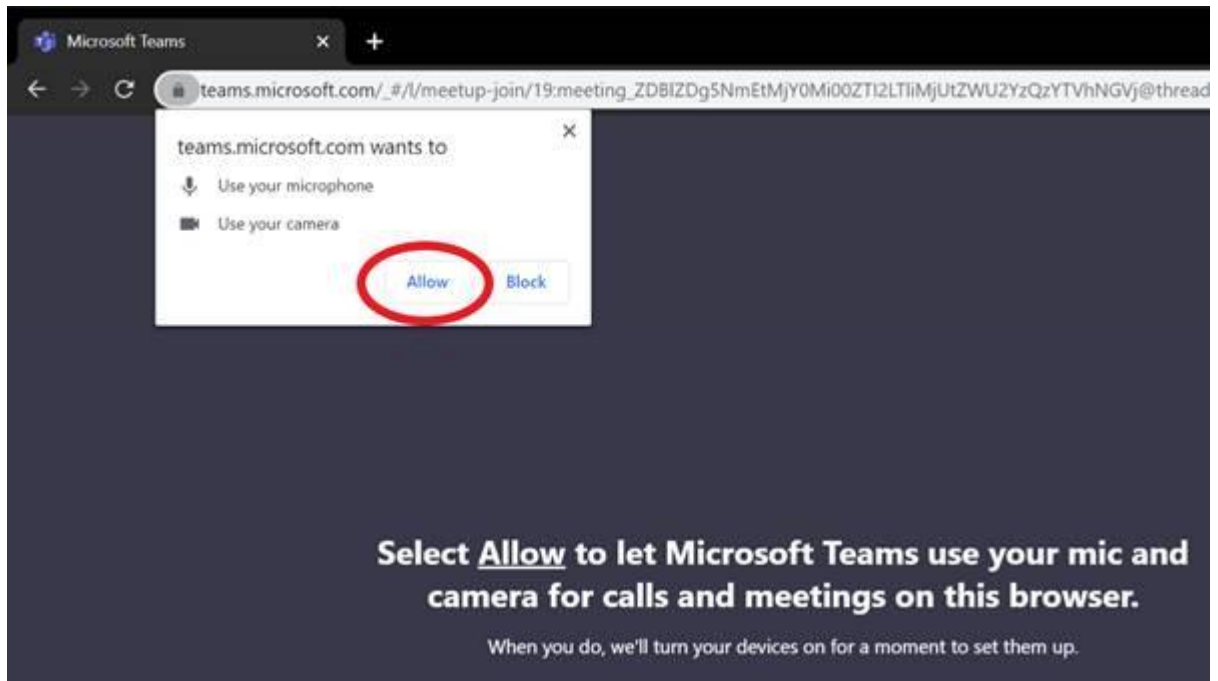 Microsoft Teams
teams.microsoft.com/_#/l/meetup-join/19:meeting_ZDBlZDg5NmEtMjY0Mi00ZTI2LTliMjUtZWU2YzQzYTVhNGVj@thread
teams.microsoft.com wants to
Use your microphone
Use your camera
Allow Block
Select Allow to let Microsoft Teams use your mic and
camera for calls and meetings on this browser.
When you do, we'll turn your devices on for a moment to set them up.